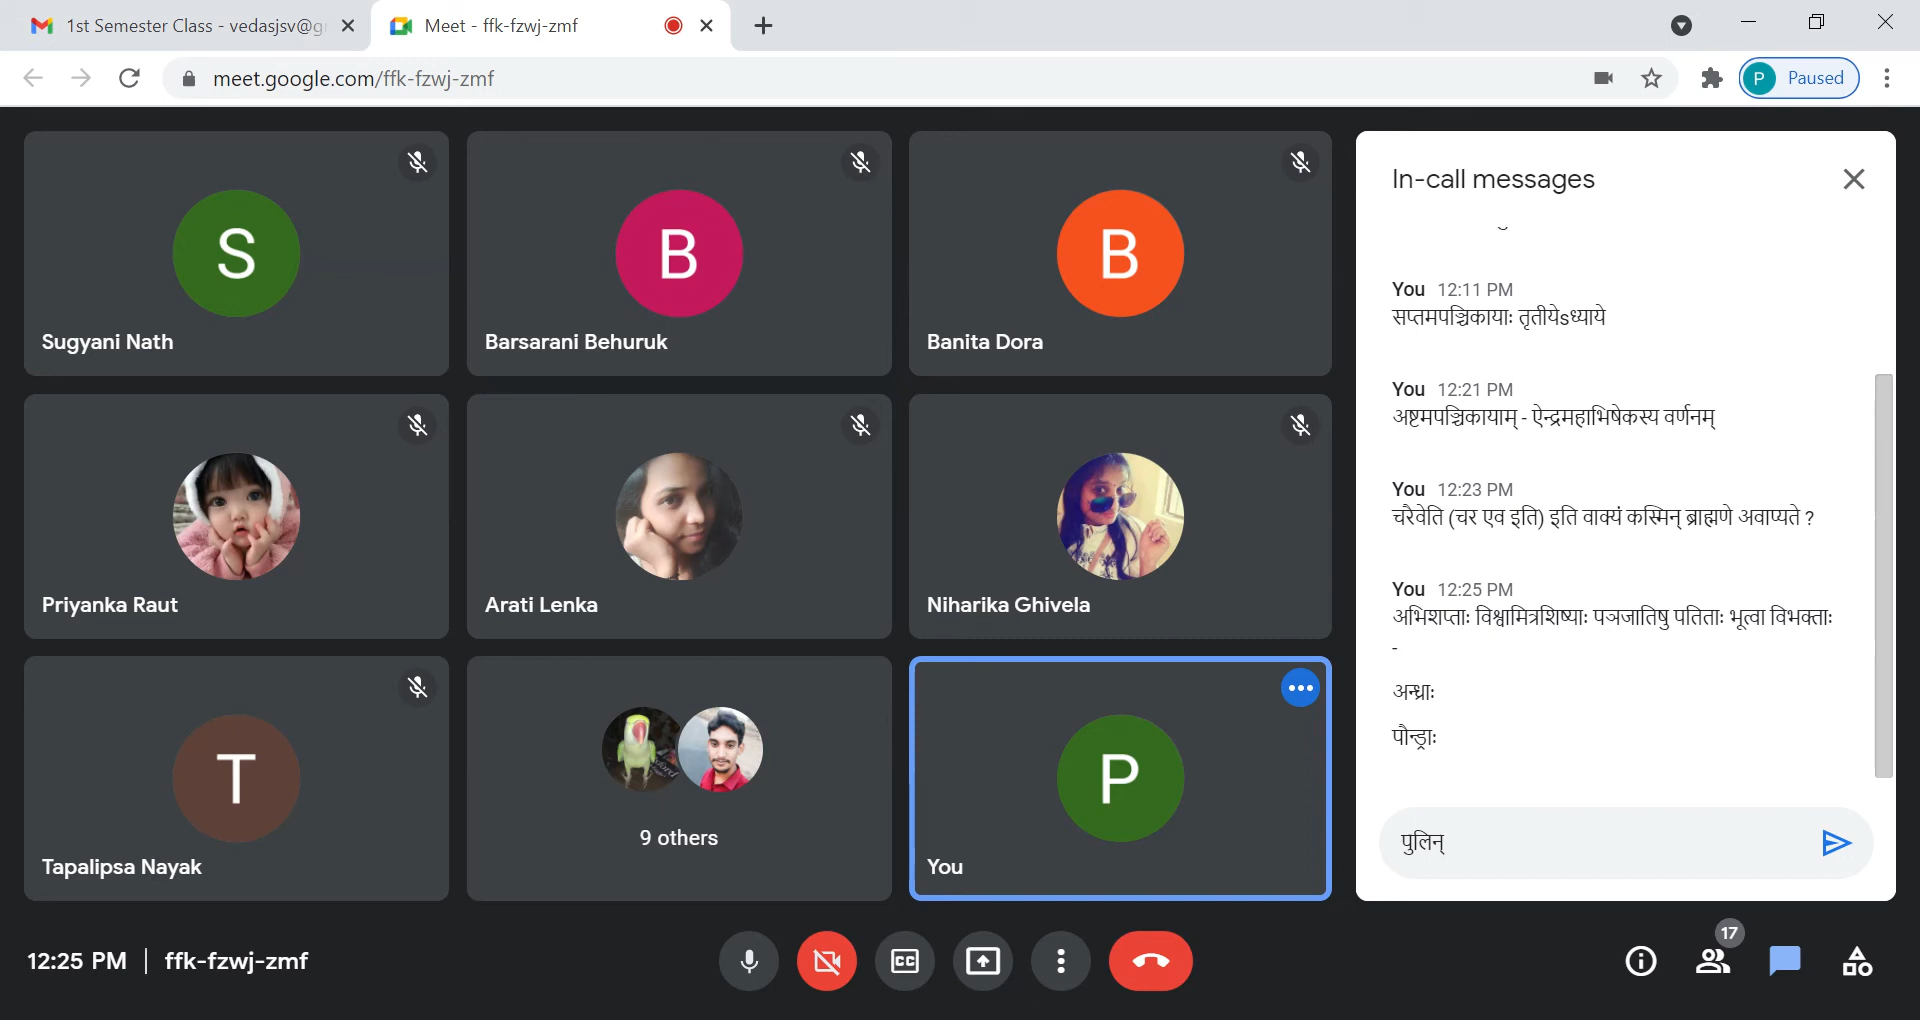 1st Semester Class - vedasjsv@g
Meet - ffk-fzwj-zmf
meet.google.com/ffk-fzwj-zmf
P
Paused
S
Sugyani Nath
B
Barsarani Behuruk
B
Banita Dora
Priyanka Raut
Arati Lenka
Niharika Ghivela
T
Tapalipsa Nayak
9 others
P
You
In-call messages
You 12:11 PM
सप्तमपञ्चिकायाः तृतीयेsध्याये
You 12:21 PM
अष्टमपञ्चिकायाम् - ऐन्द्रमहाभिषेकस्य वर्णनम्
You 12:23 PM
चरैवेति (चर एव इति) इति वाक्यं कस्मिन् ब्राह्मणे अवाप्यते ?
You 12:25 PM
अभिशप्ताः विश्वामित्रशिष्याः पञजातिषु पतिताः भूत्वा विभक्ताः
-
अन्ध्राः
पौन्ड्राः
पुलिन्
12:25 PM | ffk-fzwj-zmf
CC
17